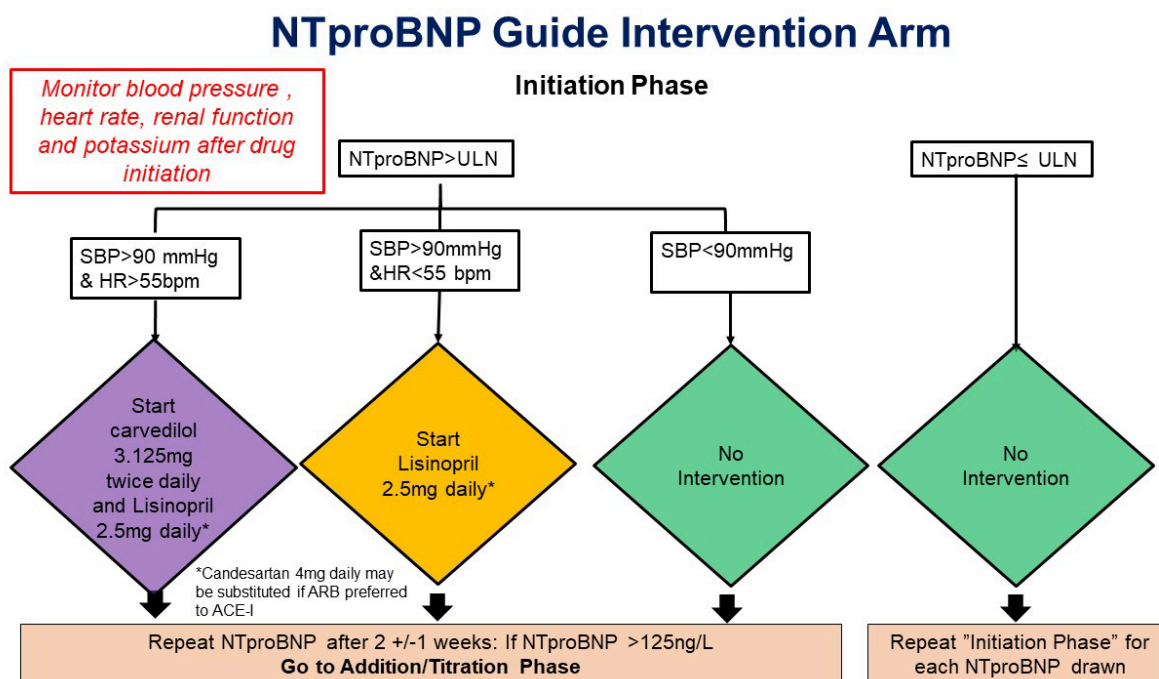 NTproBNP Guide Intervention Arm
Initiation Phase
Monitor blood pressure ,
heart rate, renal function
and potassium after drug
initiation
NTproBNP>ULN
NTproBNP≤ ULN
SBP>90 mmHg
& HR>55bpm
SBP>90mmHg
&HR<55 bpm
SBP<90mmHg
Start
carvedilol
3.125mg
twice daily
and Lisinopril
2.5mg daily*
Start
Lisinopril
2.5mg daily*
No
Intervention
No
Intervention
*Candesartan 4mg daily may
be substituted if ARB preferred
to ACE-I
Repeat NTproBNP after 2 +/-1 weeks: If NTproBNP >125ng/L
Go to Addition/Titration Phase
Repeat ”Initiation Phase” for
each NTproBNP drawn